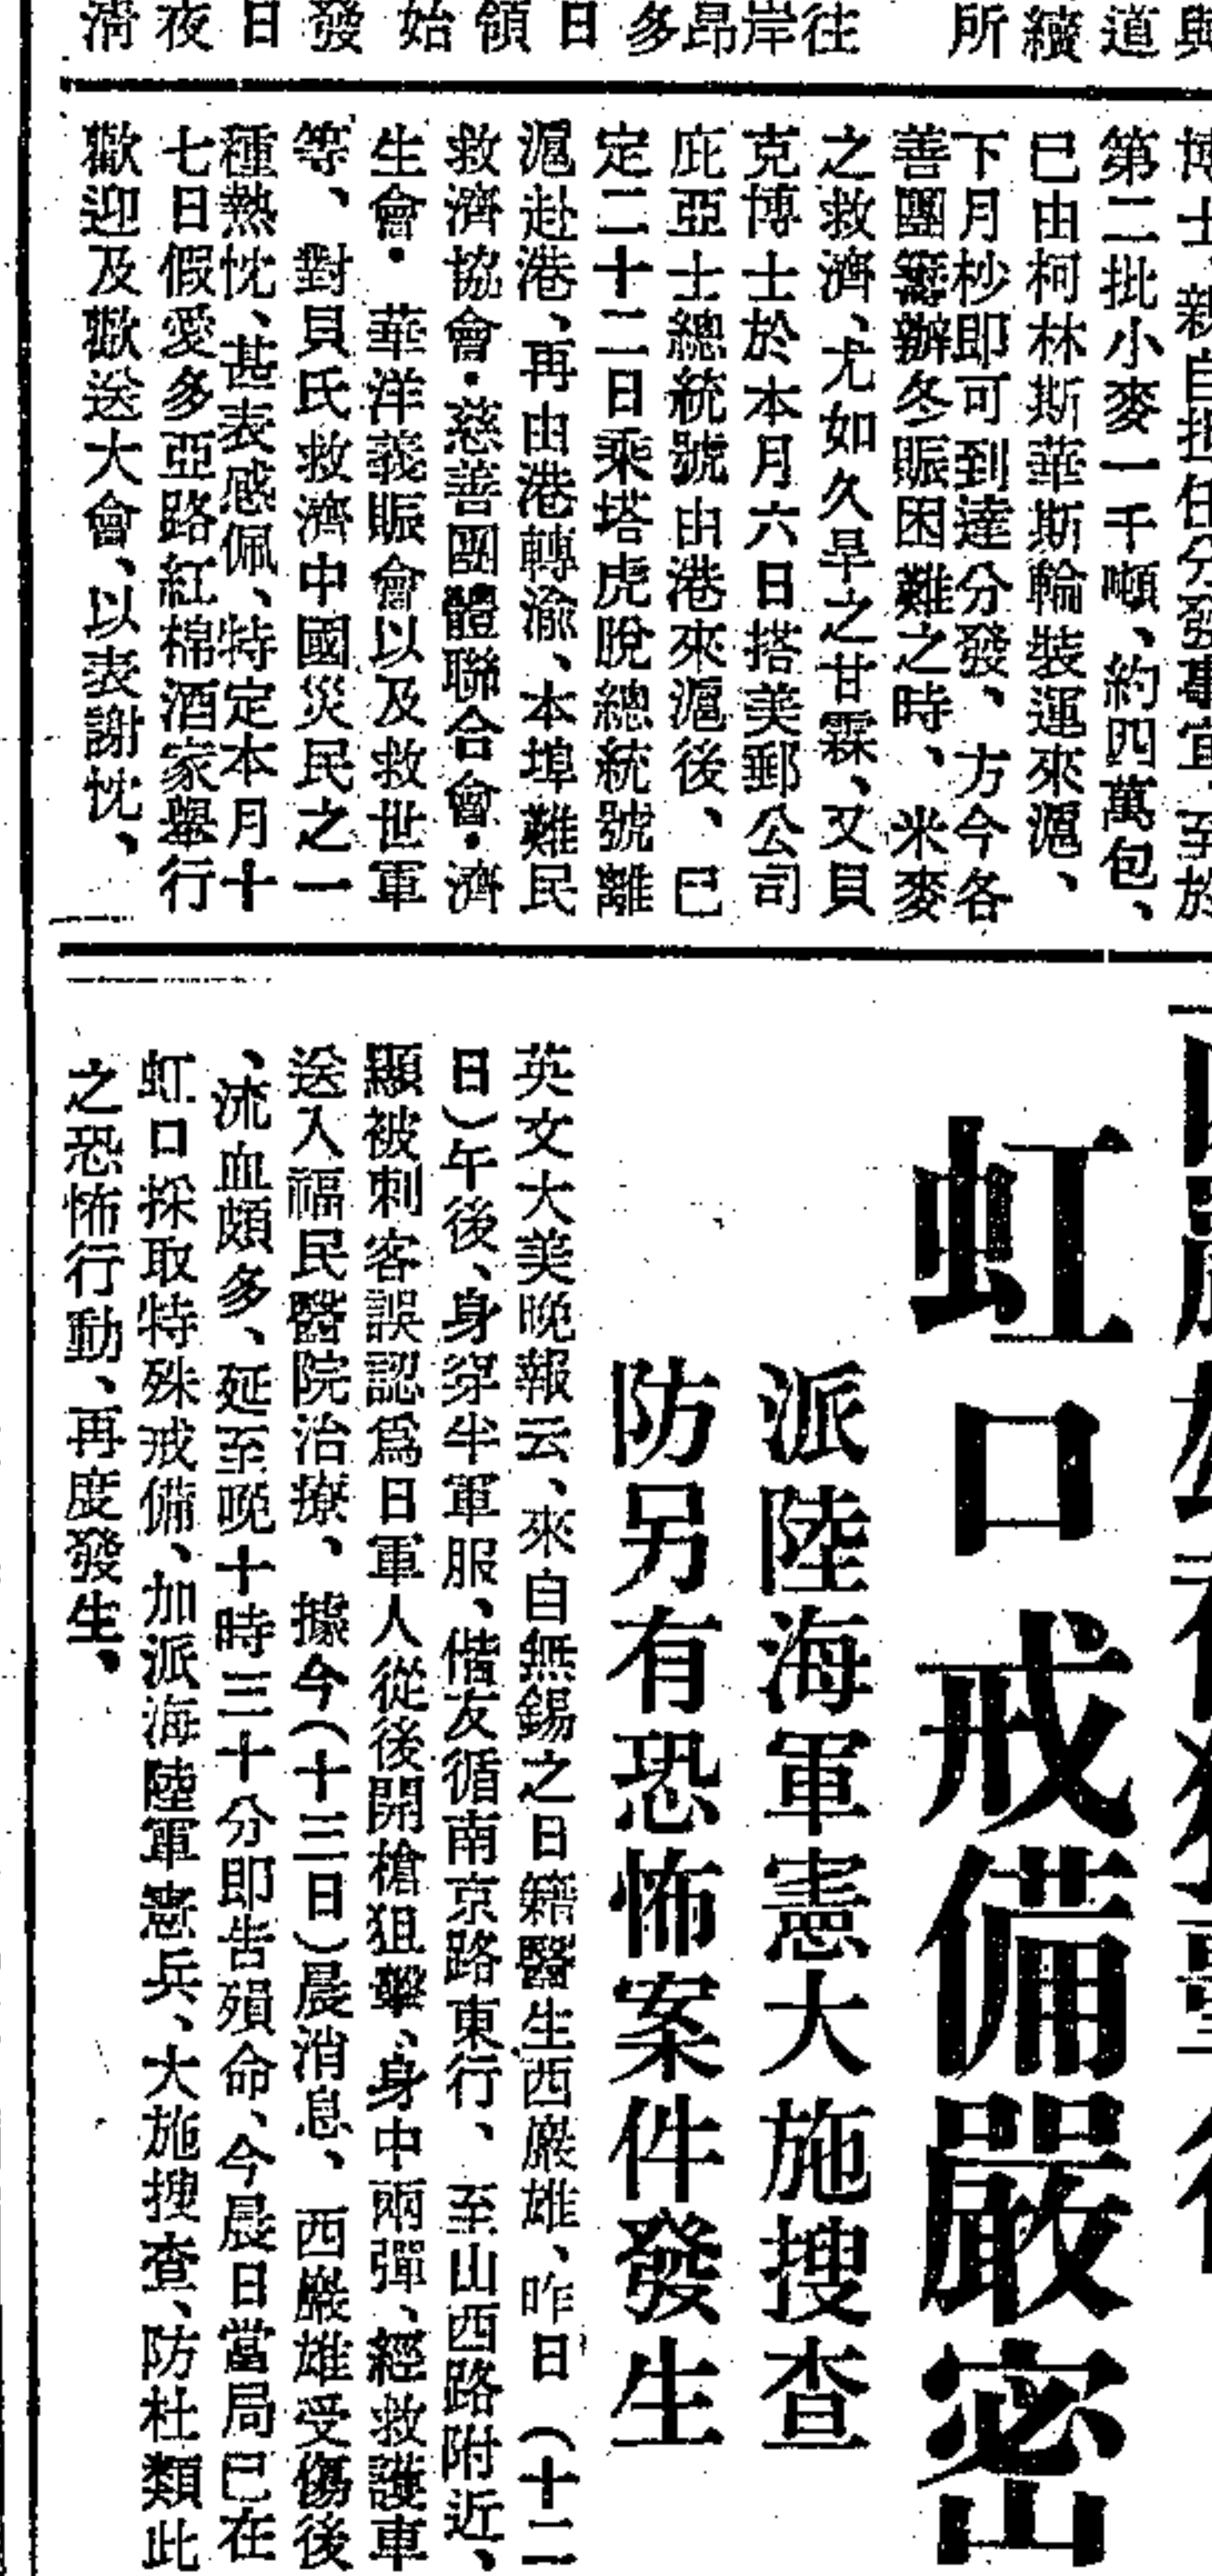 與
道
續
所
往
岸
昂
多
日
領
始
發
日
夜
第二批小麥一千噸、約四萬包、
已由柯林斯華斯輪裝運來滬、
下月杪即可到達分發、方今各
善團籌辦冬賑困難之時、米麥
之救濟、尤如久旱之甘霖、又貝
克博士於本月六日搭美郵公司
庇亞士總統號由港來滬後、已
定二十二日乘塔虎脫總統號離
滬赴港、再由港轉渝、本埠難民
救濟協會・慈善團體聯合會・濟
生會・華洋義賑會以及救世軍
等、對貝氏救濟中國災民之一
種熱忱、甚表感佩、特定本月十
七日假愛多亞路紅棉酒家舉行
歡迎及歡送大會、以表謝忱、
虹口戒備嚴密
派陸海軍憲大施搜查
防另有恐怖案件發生
英文大美晚報云、來自無錫之日籍醫生西巖雄、昨日(十二
日)午後、身穿半軍服、偕友循南京路東行、至山西路附近、
顯被刺客誤認爲日軍人從後開槍狙擊、身中兩彈、經救護車
送入福民醫院治療、據今(十三日)晨消息、西巖雄受傷後
、流血頗多、延至晚十時三十分即告殞命、今晨日當局已在
虹口採取特殊戒備、加派海陸軍憲兵、大施搜查、防杜類此
之恐怖行動、再度發生、